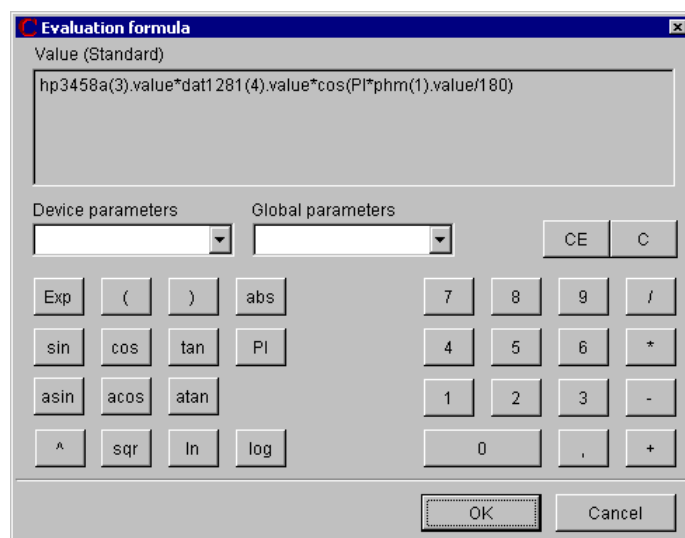 Evaluation formula
Value (Standard)
hp3458a(3).value*dat1281(4).value*cos(PI*phm(1).value/180)
Device parameters Global parameters
CE C
Exp ( ) abs 7 8 9 /
sin cos tan PI 4 5 6 *
asin acos atan 1 2 3 -
^ sqr ln log 0 , +
OK Cancel